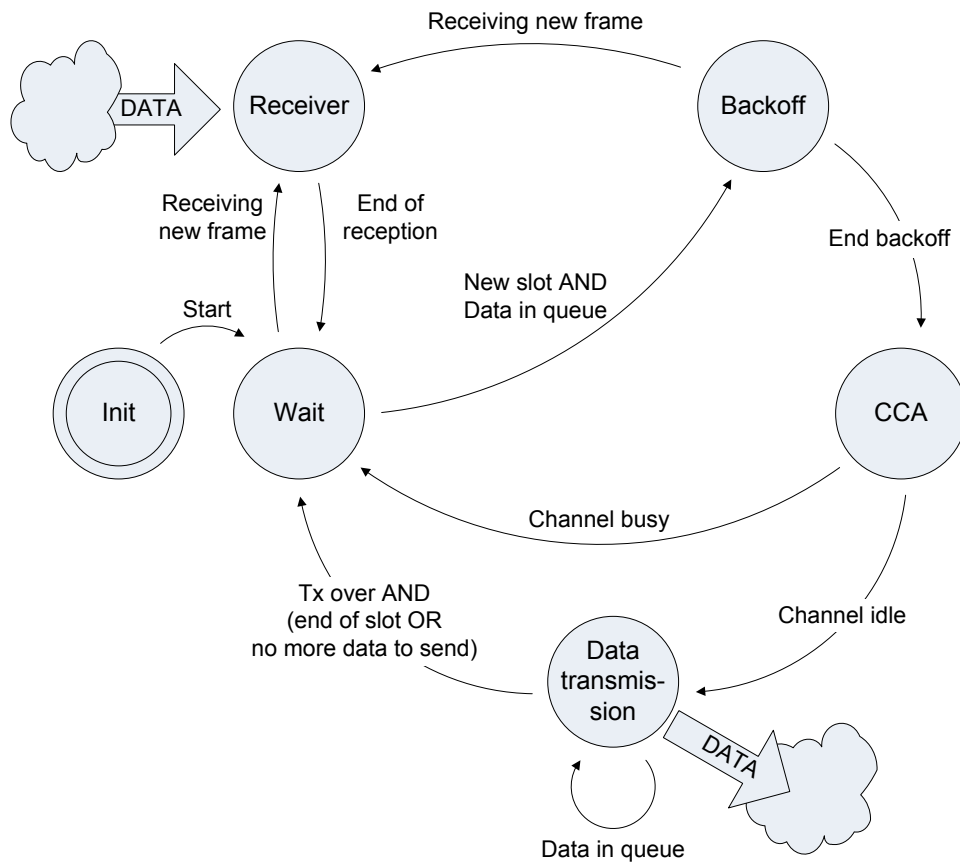 Receiving new frame
DATA
Receiver
Backoff
Receiving
new frame
End of
reception
End backoff
New slot AND
Data in queue
Start
Init
Wait
CCA
Channel busy
Tx over AND
(end of slot OR
no more data to send)
Channel idle
Data
transmis-
sion
DATA
Data in queue